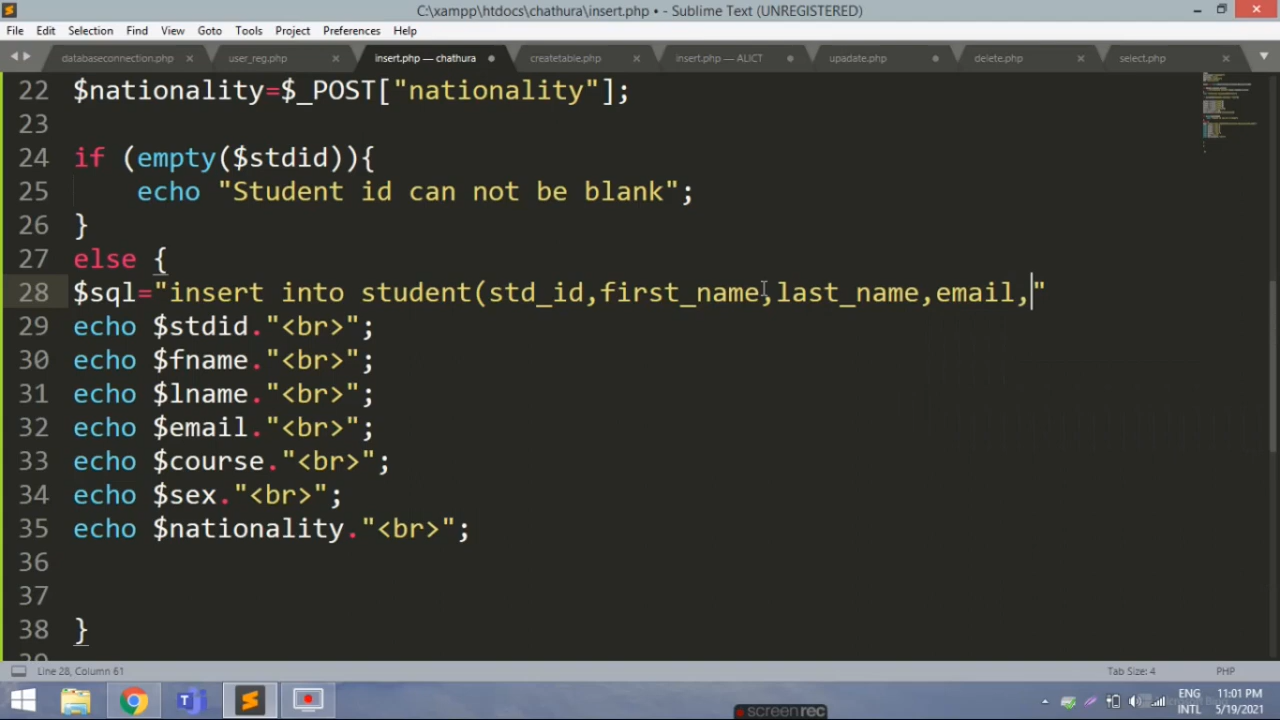 C:\xampp\htdocs\chathura\insert.php • - Sublime Text (UNREGISTERED)
File Edit Selection Find View Goto Tools Project Preferences Help
databaseconnection.php user_reg.php insert.php — chathura createtable.php insert.php — ALICT upadate.php delete.php select.php
22 $nationality=$_POST["nationality"];
23
24 if (empty($stdid)){
25 echo "Student id can not be blank";
26 }
27 else {
28 $sql="insert into student(std_id,first_name,last_name,email,"
29 echo $stdid."<br>";
30 echo $fname."<br>";
31 echo $lname."<br>";
32 echo $email."<br>";
33 echo $course."<br>";
34 echo $sex."<br>";
35 echo $nationality."<br>";
36
37
38 }
Line 28, Column 61 Tab Size: 4 PHP
ENG 11:01 PM
INTL 5/19/2021
screenrec